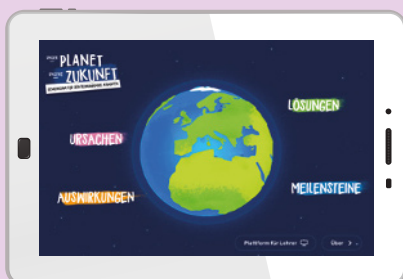 PLANET
ZUKUNFT
LÖSUNGEN
URSACHEN
AUSWIRKUNGEN
MEILENSTEINE
Plattform für Lehrer
Über